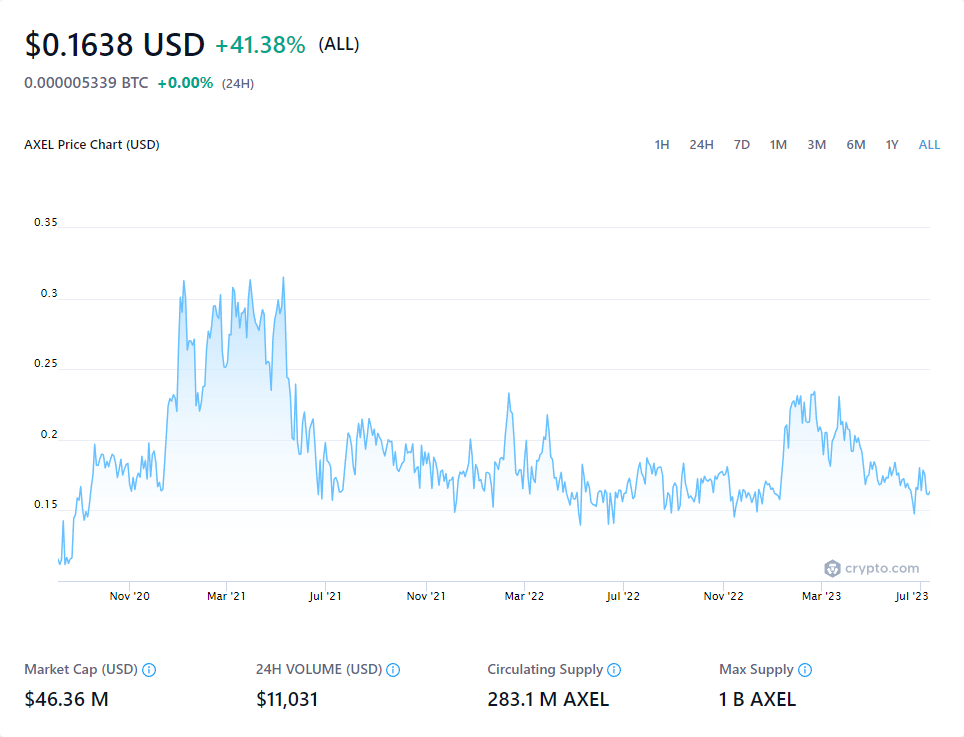 $0.1638 USD +41.38% (ALL)
0.000005339 BTC +0.00% (24H)
AXEL Price Chart (USD) 1H 24H 7D 1M 3M 6M 1Y ALL
0.35
0.3
0.25
0.2
0.15
crypto.com
Nov '20 Mar '21 Jul '21 Nov '21 Mar '22 Jul '22 Nov '22 Mar '23 Jul '23
Market Cap (USD) 24H VOLUME (USD) Circulating Supply Max Supply
$46.36 M $11,031 283.1 M AXEL 1 B AXEL